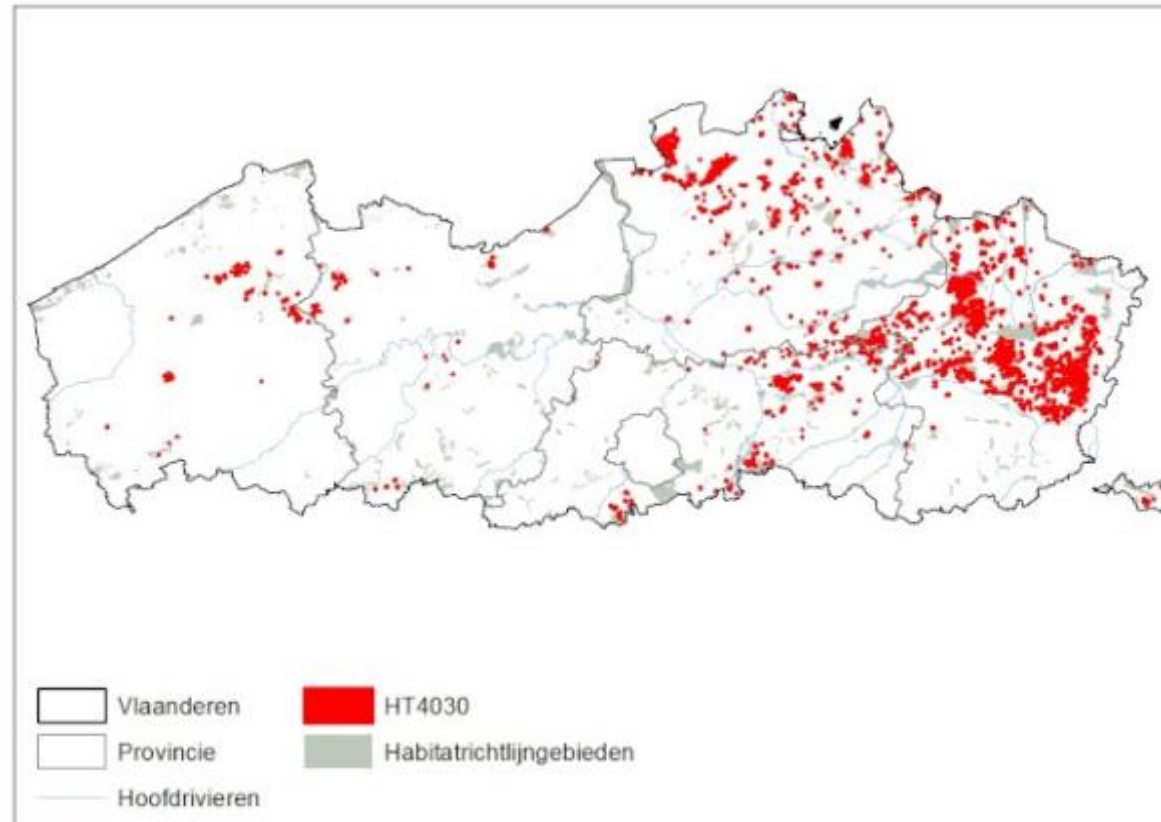 Vlaanderen
Provincie
Hoofdrivieren
HT4030
Habitatrichtlijngebieden